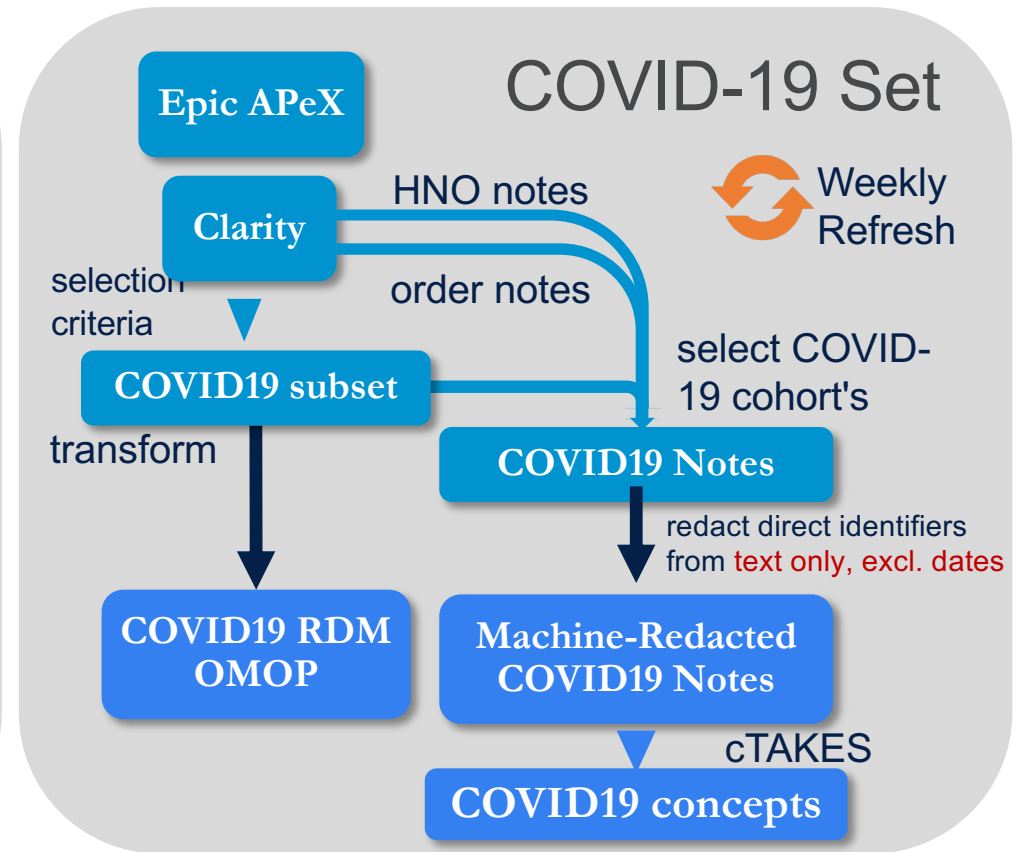 COVID-19 Set
Epic APeX
Weekly
Refresh
HNO notes
Clarity
order notes
selection
criteria
select COVID-
19 cohort's
COVID19 subset
transform
COVID19 Notes
redact direct identifiers
from text only, excl. dates
COVID19 RDM
OMOP
Machine-Redacted
COVID19 Notes
cTAKES
COVID19 concepts